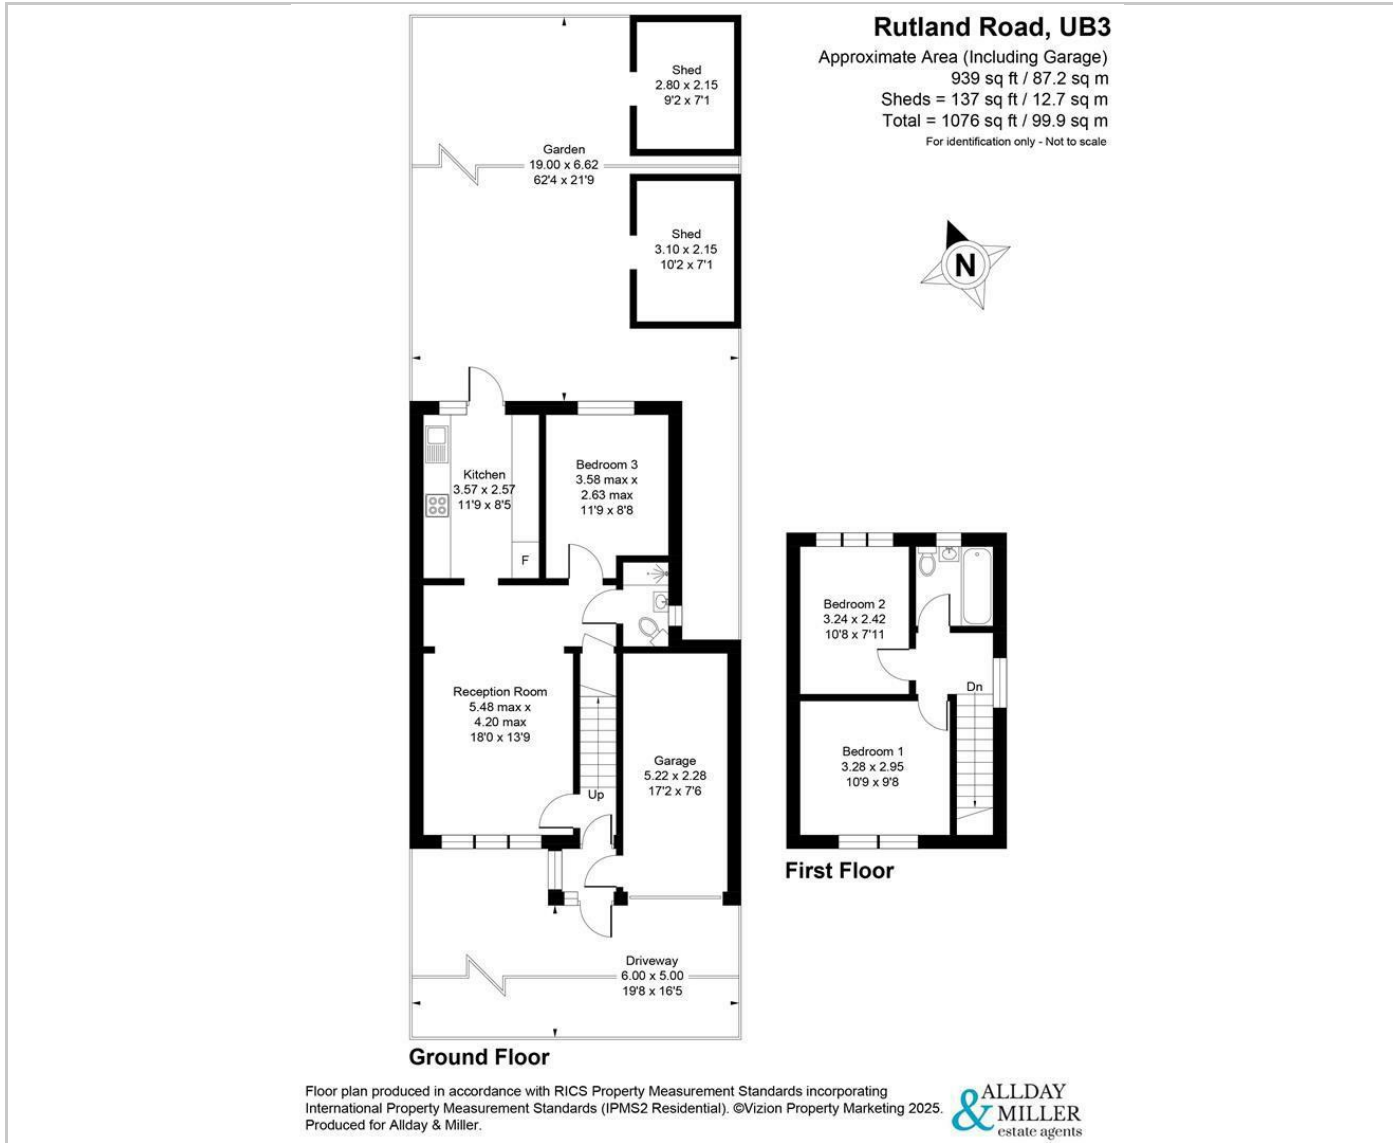 Rutland Road, UB3
Approximate Area (Including Garage)
939 sq ft / 87.2 sq m
Sheds = 137 sq ft / 12.7 sq m
Total = 1076 sq ft / 99.9 sq m
For identification only - Not to scale
N
Shed
2.80 x 2.15
9'2 x 7'1
Garden
19.00 x 6.62
62'4 x 21'9
Shed
3.10 x 2.15
10'2 x 7'1
Kitchen
3.57 x 2.57
11'9 x 8'5
F
Bedroom 3
3.58 max x
2.63 max
11'9 x 8'8
Reception Room
5.48 max x
4.20 max
18'0 x 13'9
Up
Garage
5.22 x 2.28
17'2 x 7'6
Driveway
6.00 x 5.00
19'8 x 16'5
Ground Floor
Bedroom 2
3.24 x 2.42
10'8 x 7'11
Dn
Bedroom 1
3.28 x 2.95
10'9 x 9'8
First Floor
Floor plan produced in accordance with RICS Property Measurement Standards incorporating
International Property Measurement Standards (IPMS2 Residential). ©Vizion Property Marketing 2025.
Produced for Allday & Miller.
ALLDAY
& MILLER
estate agents